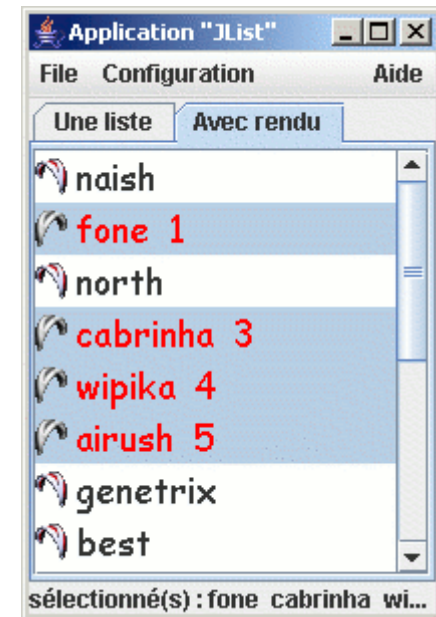 Application "JList"
File Configuration Aide
Une liste Avec rendu
naish
fone 1
north
cabrinha 3
wipika 4
airush 5
genetrix
best
sélectionné(s) : fone cabrinha wi...